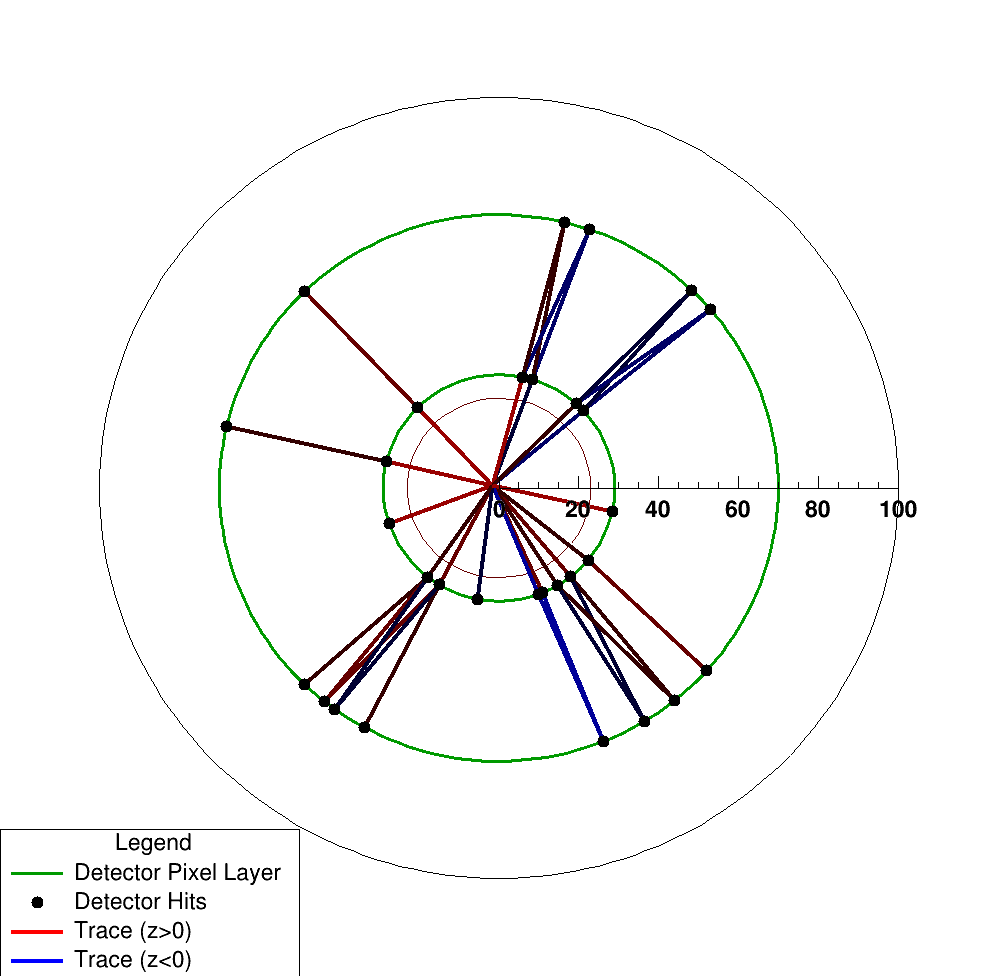 0 20 40 60 80 100
Legend
Detector Pixel Layer
Detector Hits
Trace (z>0)
Trace (z<0)